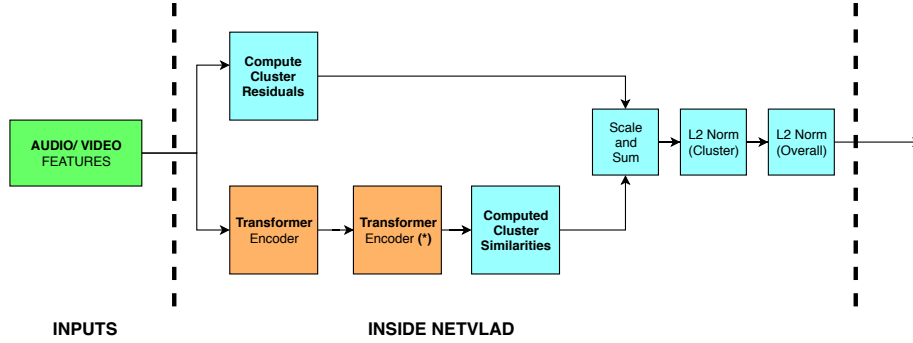 AUDIO/ VIDEO
FEATURES
Compute
Cluster
Residuals
Transformer
Encoder
Transformer
Encoder (*)
Computed
Cluster
Similarities
Scale
and
Sum
L2 Norm
(Cluster)
L2 Norm
(Overall)
INPUTS
INSIDE NETVLAD